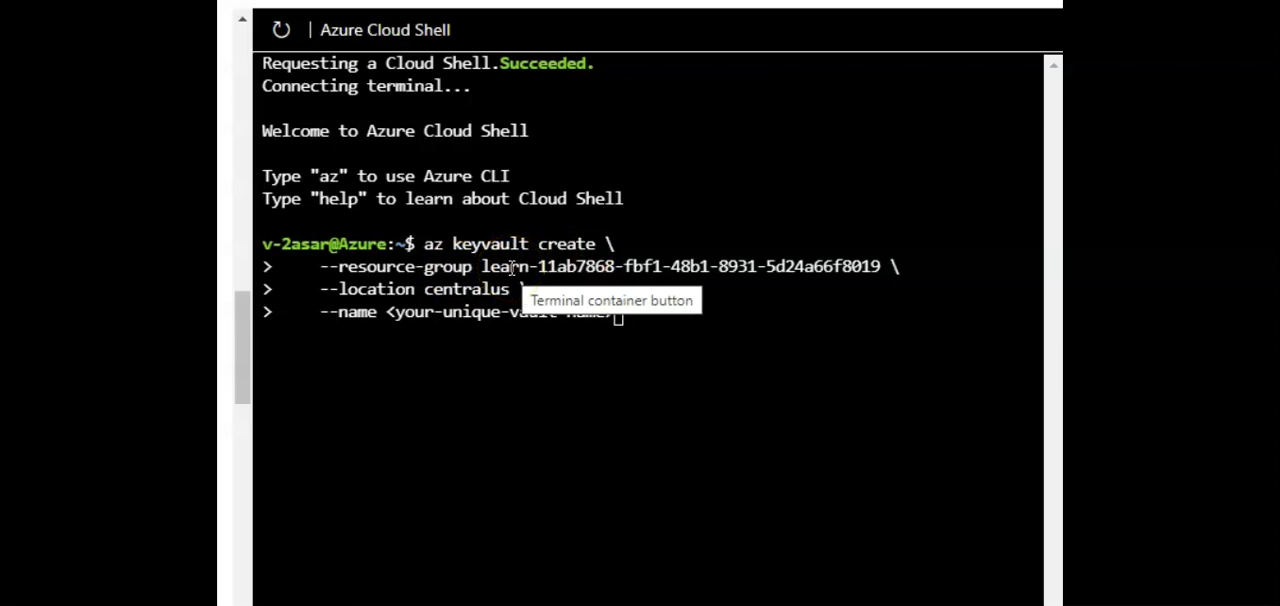 Azure Cloud Shell
Requesting a Cloud Shell.Succeeded.
Connecting terminal...
Welcome to Azure Cloud Shell
Type "az" to use Azure CLI
Type "help" to learn about Cloud Shell
v-2asar@Azure:~$ az keyvault create \
> --resource-group learn-11ab7868-fbf1-48b1-8931-5d24a66f8019 \
> --location centralus \
Terminal container button
> --name <your-unique-vault-name>